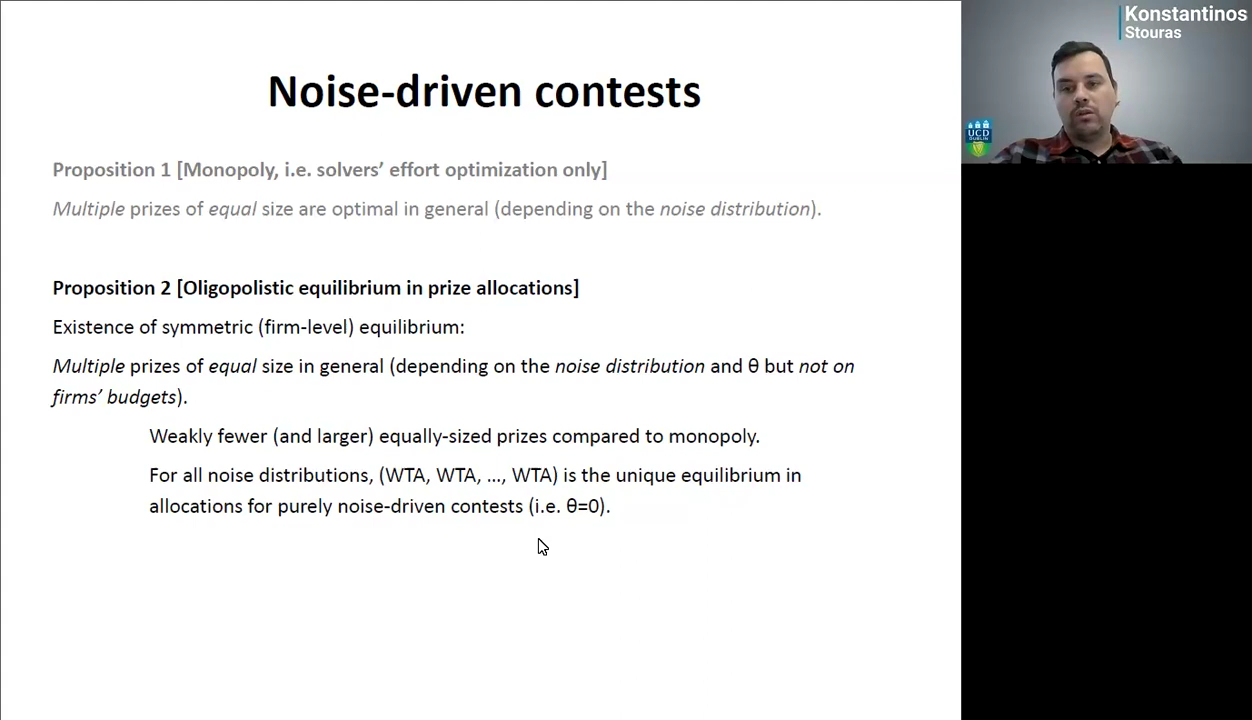 Noise-driven contests
Proposition 1 [Monopoly, i.e. solvers’ effort optimization only]
Multiple prizes of equal size are optimal in general (depending on the noise distribution).
Proposition 2 [Oligopolistic equilibrium in prize allocations]
Existence of symmetric (firm-level) equilibrium:
Multiple prizes of equal size in general (depending on the noise distribution and θ but not on
firms’ budgets).
Weakly fewer (and larger) equally-sized prizes compared to monopoly.
For all noise distributions, (WTA, WTA, ..., WTA) is the unique equilibrium in
allocations for purely noise-driven contests (i.e. θ=0).
Konstantinos
Stouras
UCD
DUBLIN